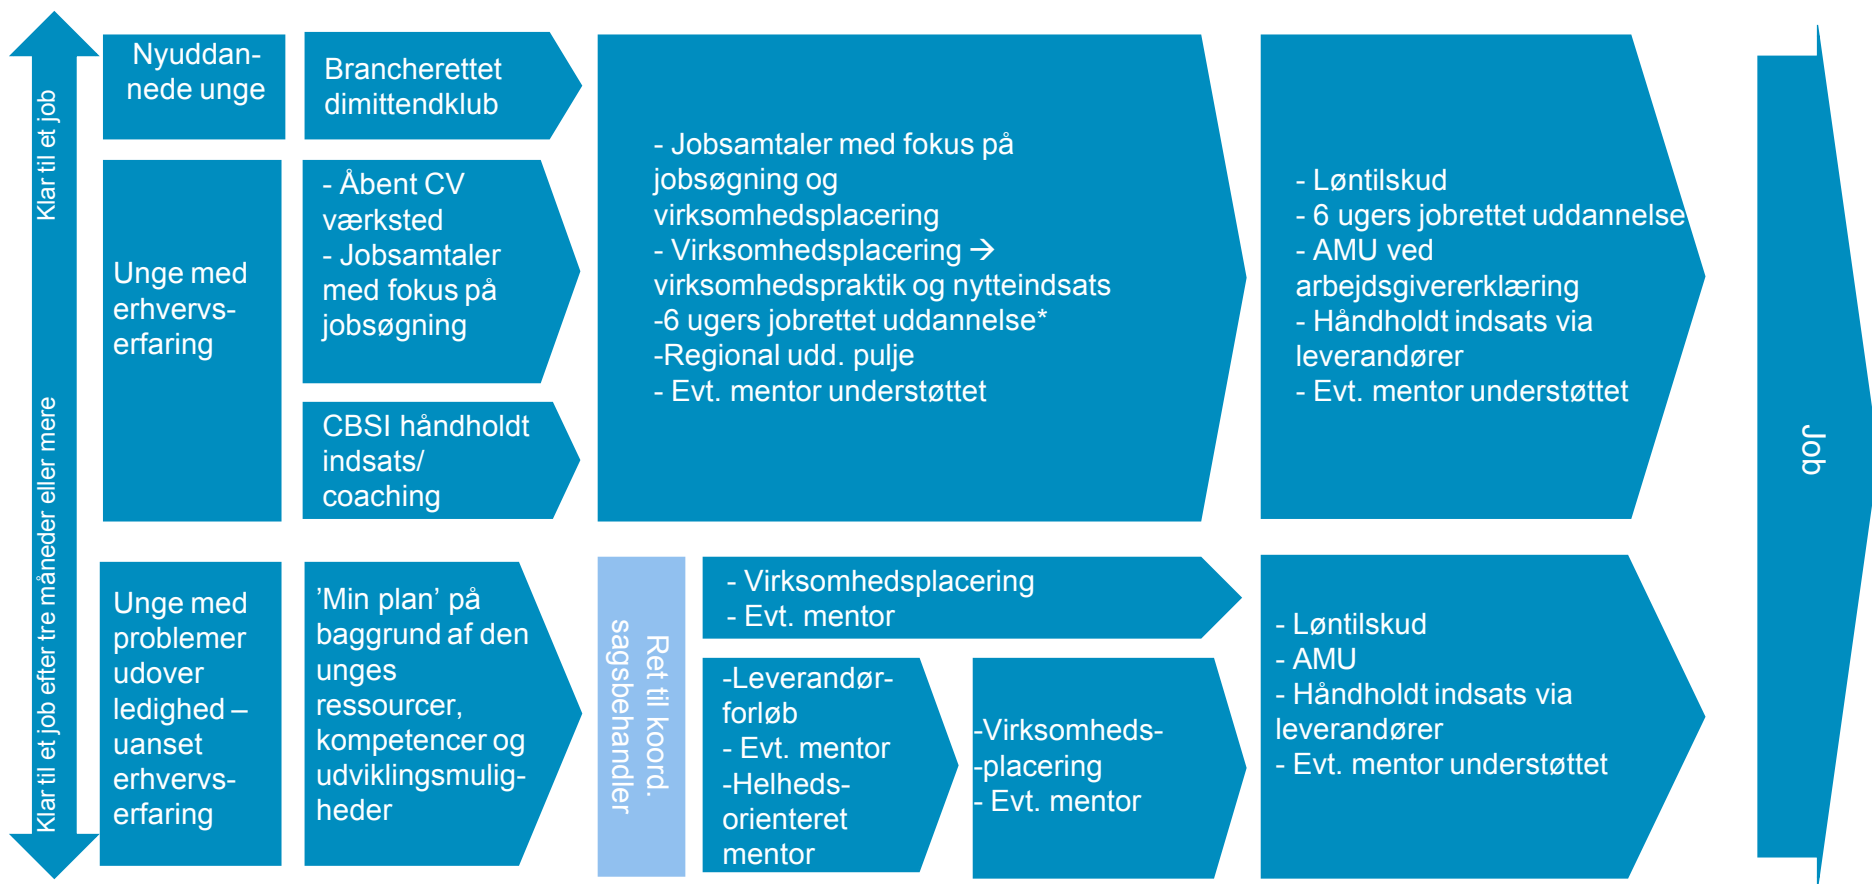 Klar til et job
Klar til et job efter tre måneder eller mere
Nyuddan-
nede unge
Brancherettet
dimittendklub
Unge med
erhvervs-
erfaring
- Åbent CV
værksted
- Jobsamtaler
med fokus på
jobsøgning
CBSI håndholdt
indsats/
coaching
- Jobsamtaler med fokus på
jobsøgning og
virksomhedsplacering
- Virksomhedsplacering →
virksomhedspraktik og nytteindsats
-6 ugers jobrettet uddannelse*
-Regional udd. pulje
- Evt. mentor understøttet
- Løntilskud
- 6 ugers jobrettet uddannelse
- AMU ved
arbejdsgivererklæring
- Håndholdt indsats via
leverandører
- Evt. mentor understøttet
Unge med
problemer
udover
ledighed –
uanset
erhvervs-
erfaring
’Min plan’ på
baggrund af den
unges
ressourcer,
kompetencer og
udviklingsmulig-
heder
Ret til koord.
sagsbehandler
- Virksomhedsplacering
- Evt. mentor
-Leverandør-
forløb
- Evt. mentor
-Helheds-
orienteret
mentor
-Virksomheds-
-placering
- Evt. mentor
- Løntilskud
- AMU
- Håndholdt indsats via
leverandører
- Evt. mentor understøttet
Job